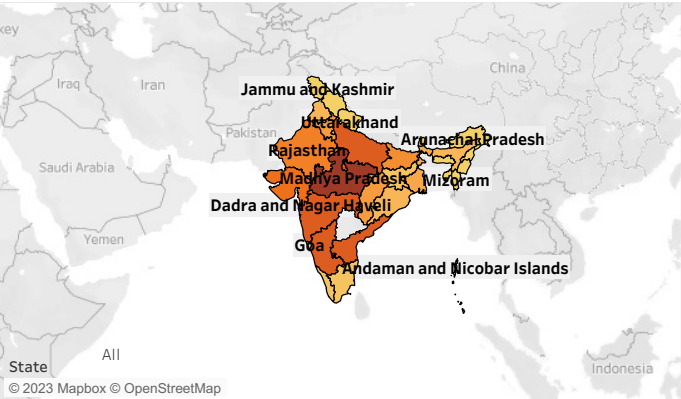 key
China
Iraq
Iran
Jammu and Kashmir
Uttarakhand
Pakistan
Arunachal Pradesh
Rajasthan
Saudi Arabia
Madhya Pradesh
Mizoram
Dadra and Nagar Haveli
Yemen
Goa
Andaman and Nicobar Islands
All
State
Indonesia
© 2023 Mapbox © OpenStreetMap